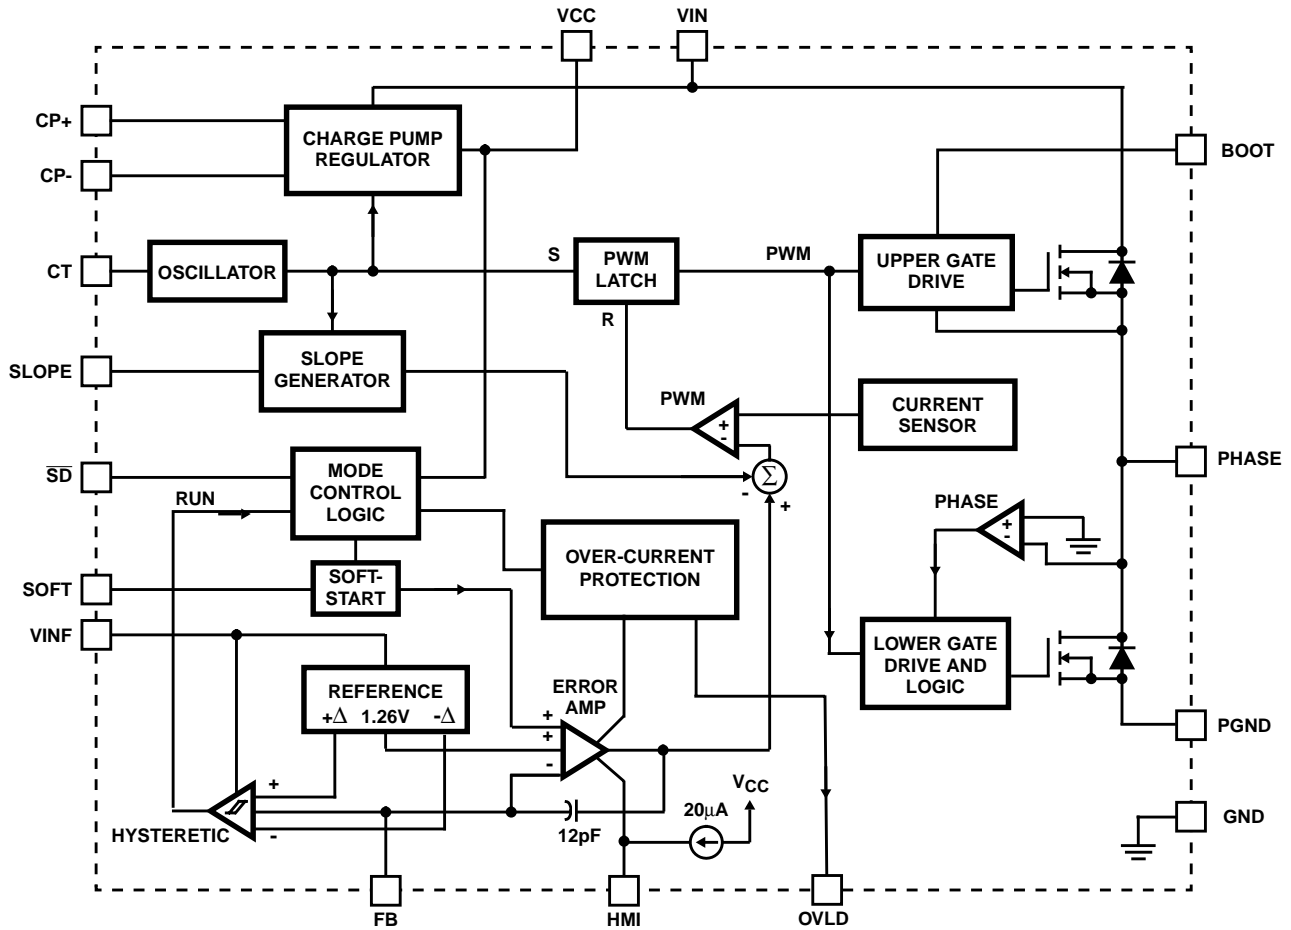 VCC
VIN
CP+
CHARGE PUMP
REGULATOR
BOOT
CP-
S
PWM
LATCH
PWM
UPPER GATE
DRIVE
CT
OSCILLATOR
R
SLOPE
SLOPE
GENERATOR
PWM
+
-
CURRENT
SENSOR
SD
MODE
CONTROL
LOGIC
Σ
-
+
PHASE
RUN
PHASE
+
-
OVER-CURRENT
PROTECTION
SOFT
SOFT-
START
VINF
LOWER GATE
DRIVE AND
LOGIC
REFERENCE
+Δ 1.26V -Δ
ERROR
AMP
+
+
-
PGND
+
-
HYSTERETIC
12pF
20μA
VCC
GND
FB
HMI
OVLD